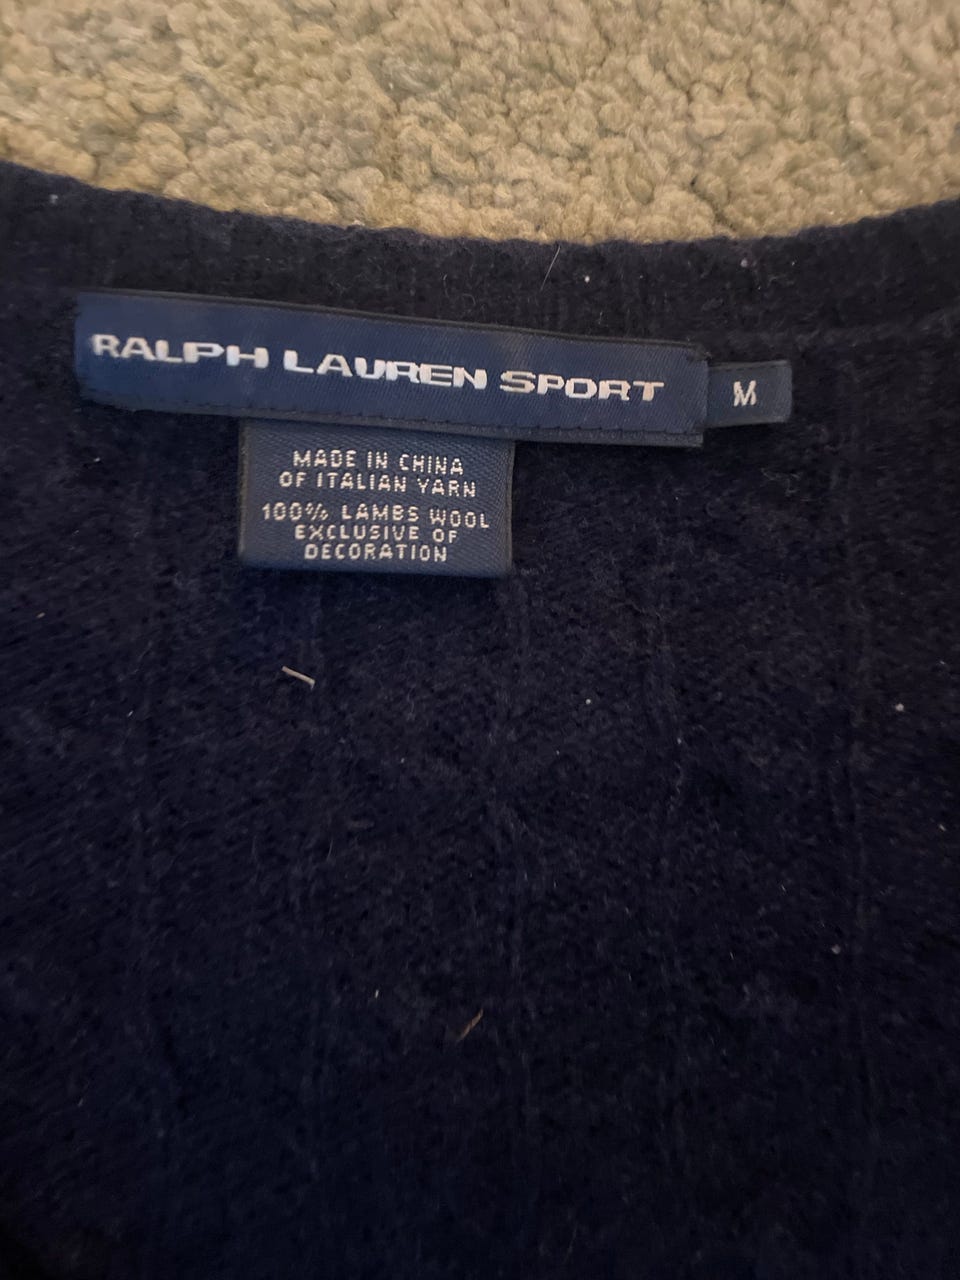 RALPH LAUREN SPORT
M
MADE IN CHINA
OF ITALIAN YARN
100% LAMBS WOOL
EXCLUSIVE OF
DECORATION